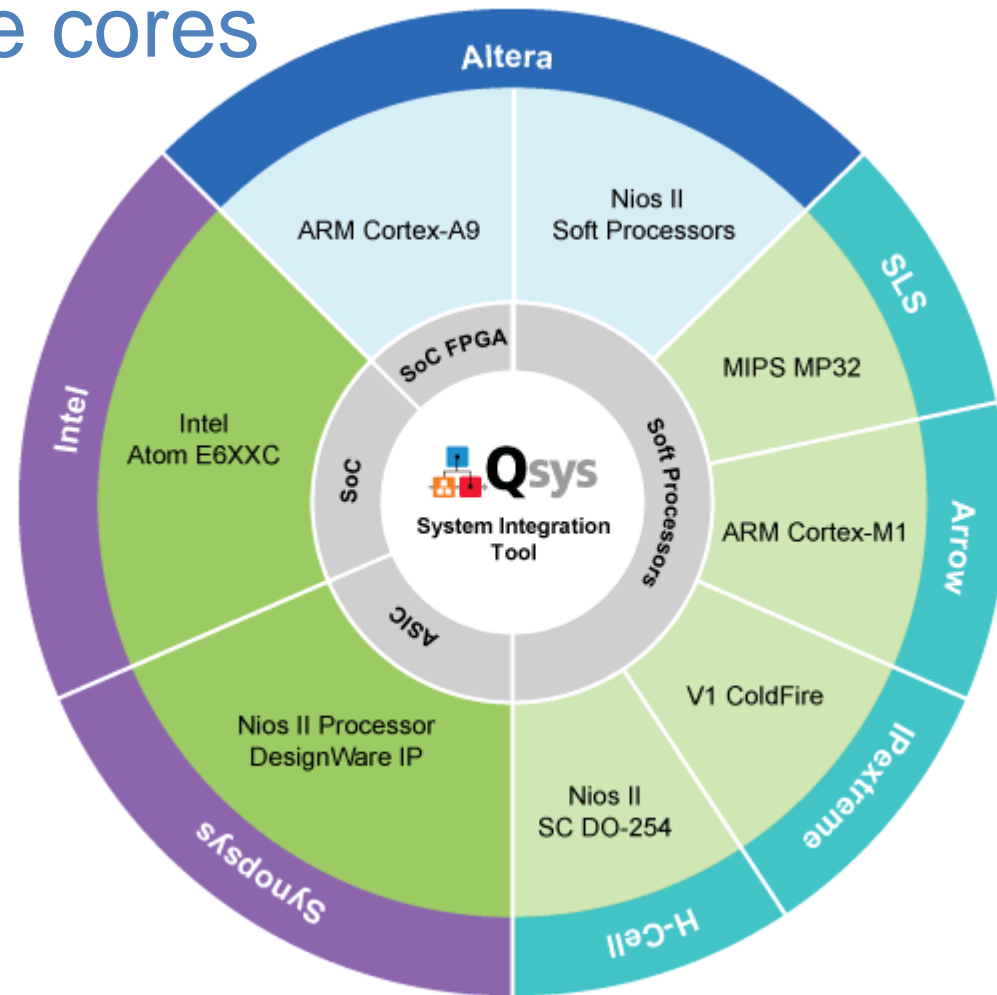 e cores
Altera
ARM Cortex-A9
Nios II
Soft Processors
SLS
MIPS MP32
Arrow
ARM Cortex-M1
IPextreme
V1 ColdFire
H-Cell
Nios II
SC DO-254
Synopsys
Nios II Processor
DesignWare IP
Intel
Intel
Atom E6XXC
SoC FPGA
Soft Processors
ASIC
SoC
Qsys
System Integration
Tool